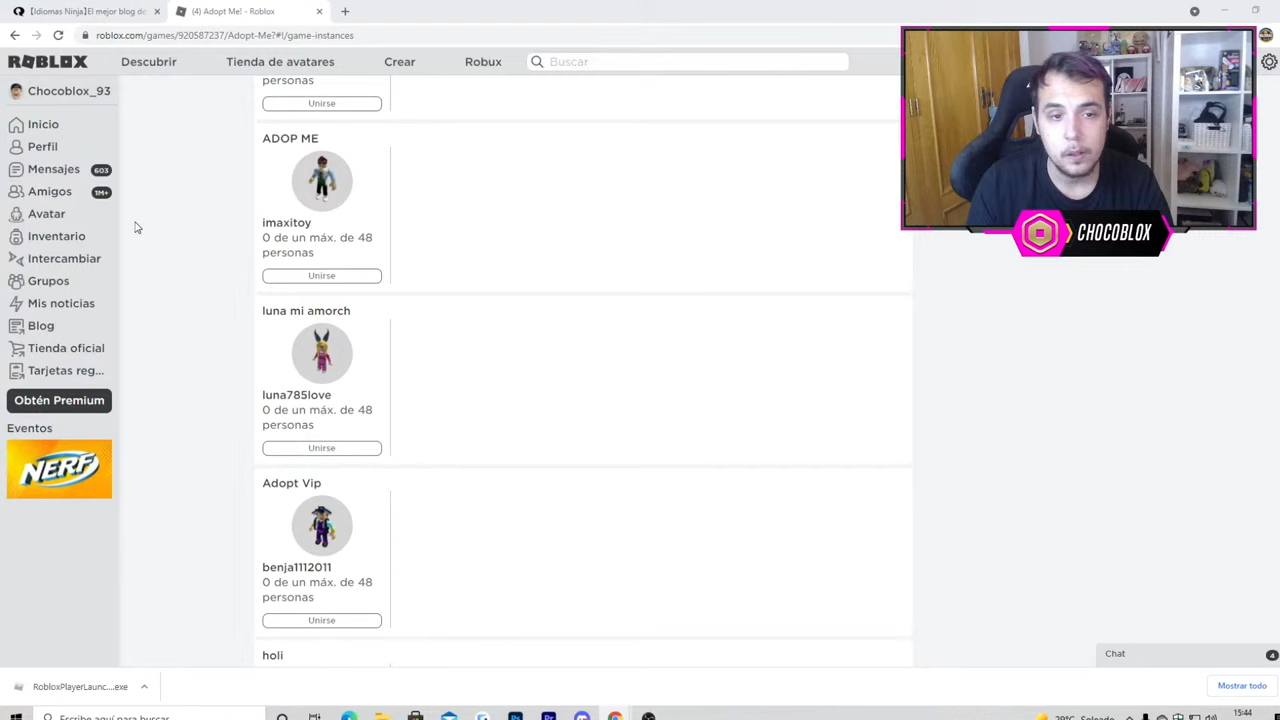 【Idiomas Ninja】El mejor blog de
(4) Adopt Me! - Roblox
roblox.com/games/920587237/Adopt-Me?#!/game-instances
ROBLOX
Descubrir
Tienda de avatares
Crear
Robux
Buscar
Chocoblox_93
Inicio
Perfil
Mensajes 603
Amigos 1M+
Avatar
Inventario
Intercambiar
Grupos
Mis noticias
Blog
Tienda oficial
Tarjetas reg...
Obtén Premium
Eventos
NERF
personas
Unirse
ADOP ME
imaxitoy
0 de un máx. de 48
personas
Unirse
luna mi amorch
luna785love
0 de un máx. de 48
personas
Unirse
Adopt Vip
benja1112011
0 de un máx. de 48
personas
Unirse
holi
CHOCOBLOX
Chat 4
RobloxPlayerLaunc....exe
Mostrar todo
Escribe aquí para buscar
29°C Soleado
15:44